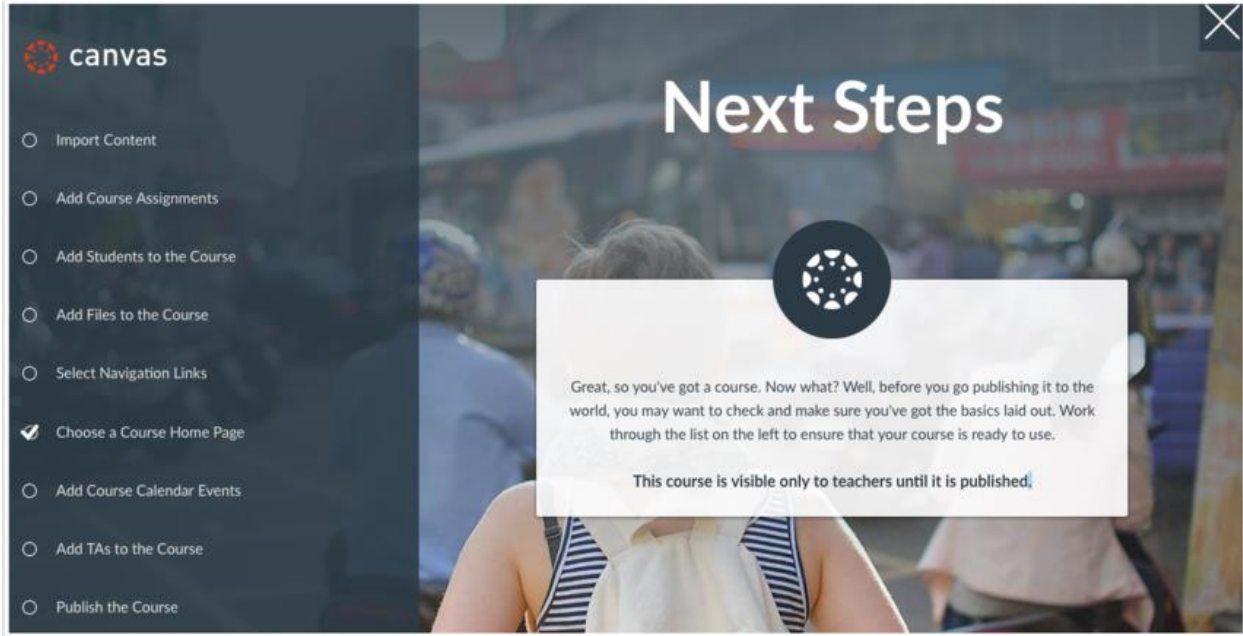 canvas
Import Content
Add Course Assignments
Add Students to the Course
Add Files to the Course
Select Navigation Links
Choose a Course Home Page
Add Course Calendar Events
Add TAs to the Course
Publish the Course
Next Steps
Great, so you've got a course. Now what? Well, before you go publishing it to the
world, you may want to check and make sure you've got the basics laid out. Work
through the list on the left to ensure that your course is ready to use.
This course is visible only to teachers until it is published.